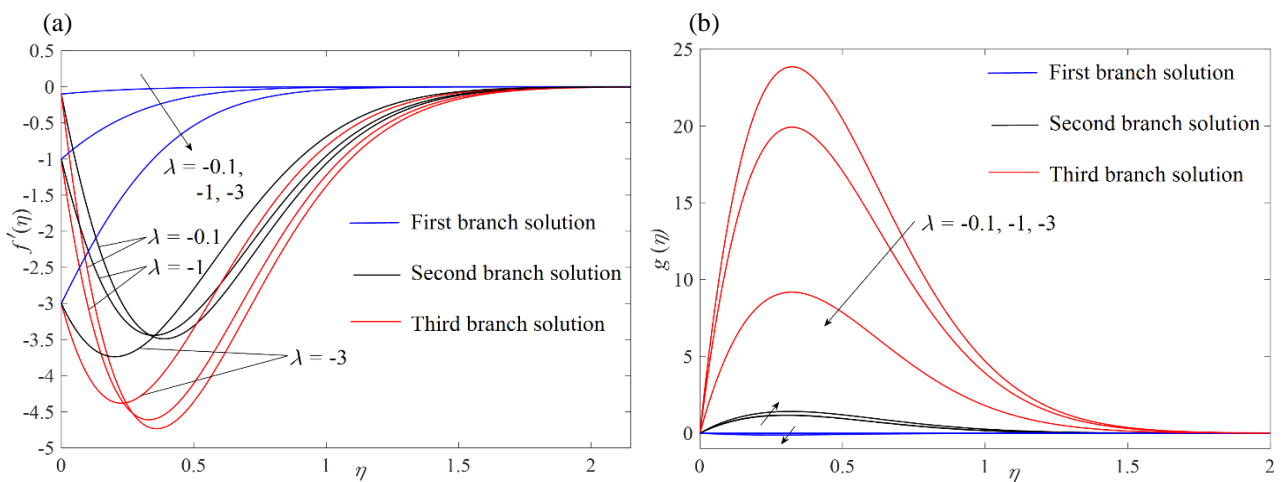 (a)
0.5
0
-0.5
-1
-1.5
-2
-2.5
-3
-3.5
-4
-4.5
-5
f'(η)
λ = -0.1,
-1, -3
λ = -0.1
λ = -1
λ = -3
First branch solution
Second branch solution
Third branch solution
0 0.5 1 1.5 2
η
(b)
25
20
15
10
5
0
g (η)
First branch solution
Second branch solution
Third branch solution
λ = -0.1, -1, -3
0 0.5 1 1.5 2
η